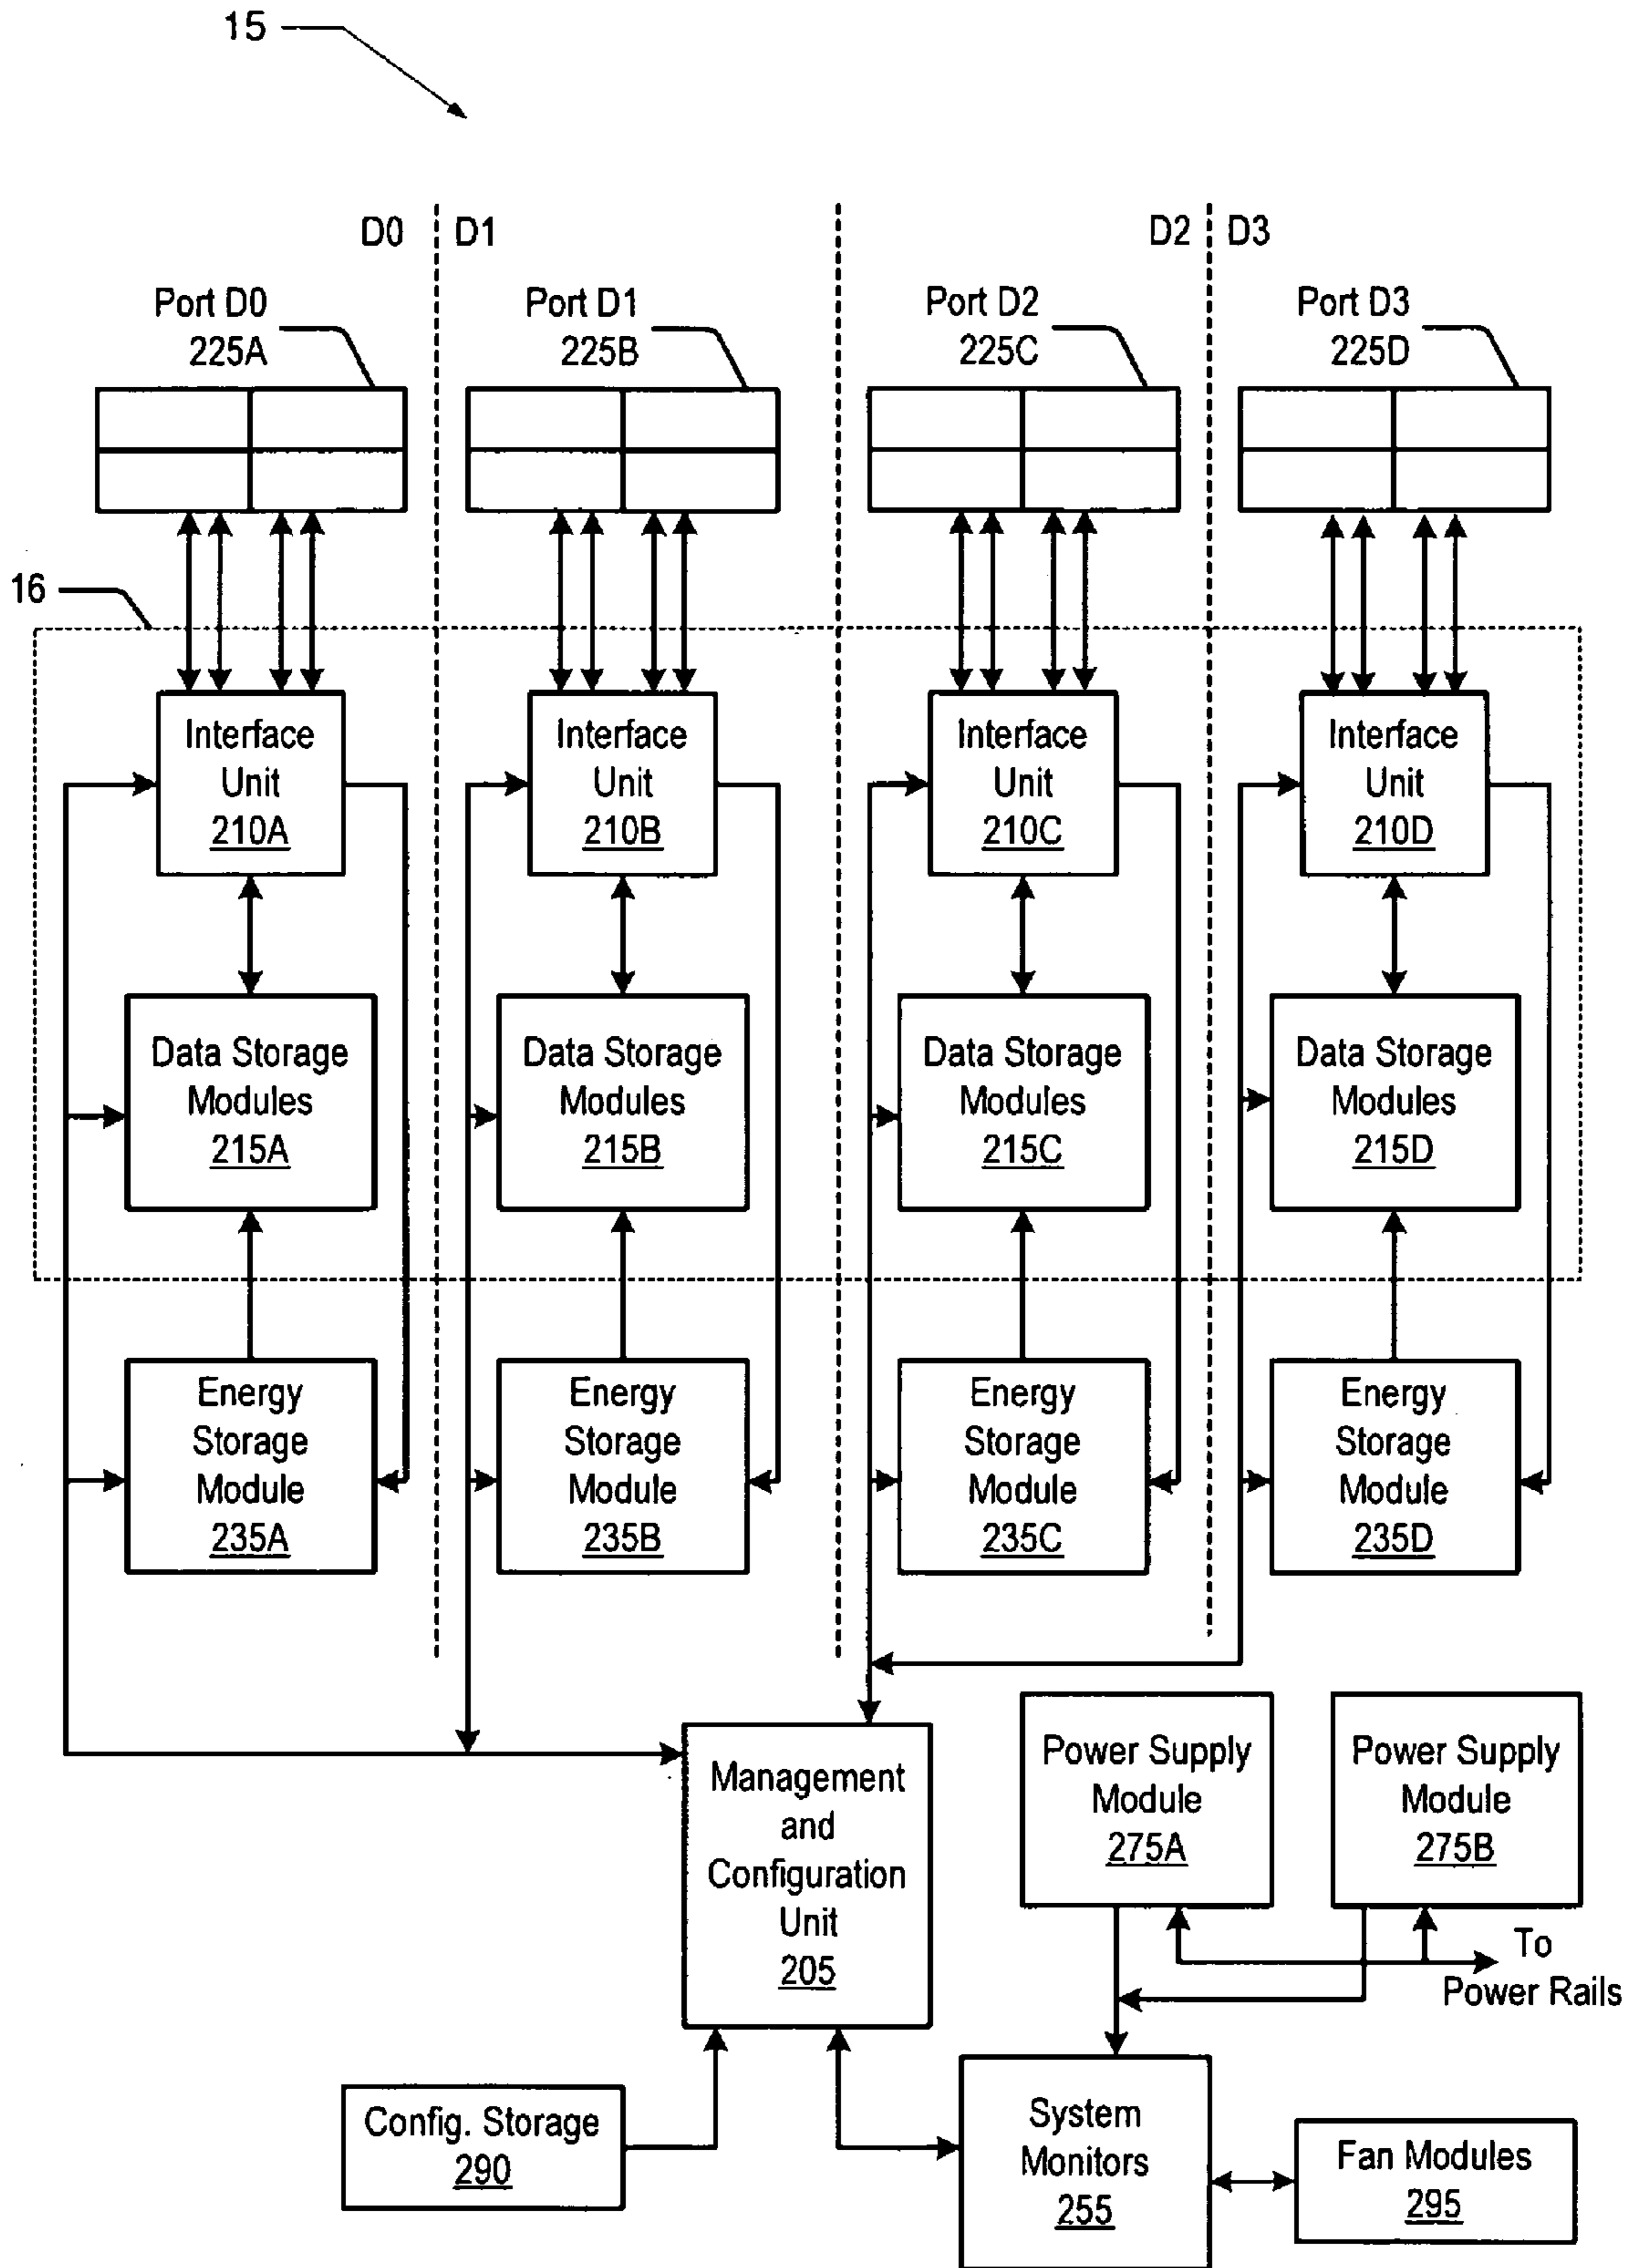 15
D0
D1
D2
D3
Port D0
225A
Port D1
225B
Port D2
225C
Port D3
225D
16
Interface
Unit
210A
Interface
Unit
210B
Interface
Unit
210C
Interface
Unit
210D
Data Storage
Modules
215A
Data Storage
Modules
215B
Data Storage
Modules
215C
Data Storage
Modules
215D
Energy
Storage
Module
235A
Energy
Storage
Module
235B
Energy
Storage
Module
235C
Energy
Storage
Module
235D
Management
and
Configuration
Unit
205
Power Supply
Module
275A
Power Supply
Module
275B
To
Power Rails
Config. Storage
290
System
Monitors
255
Fan Modules
295